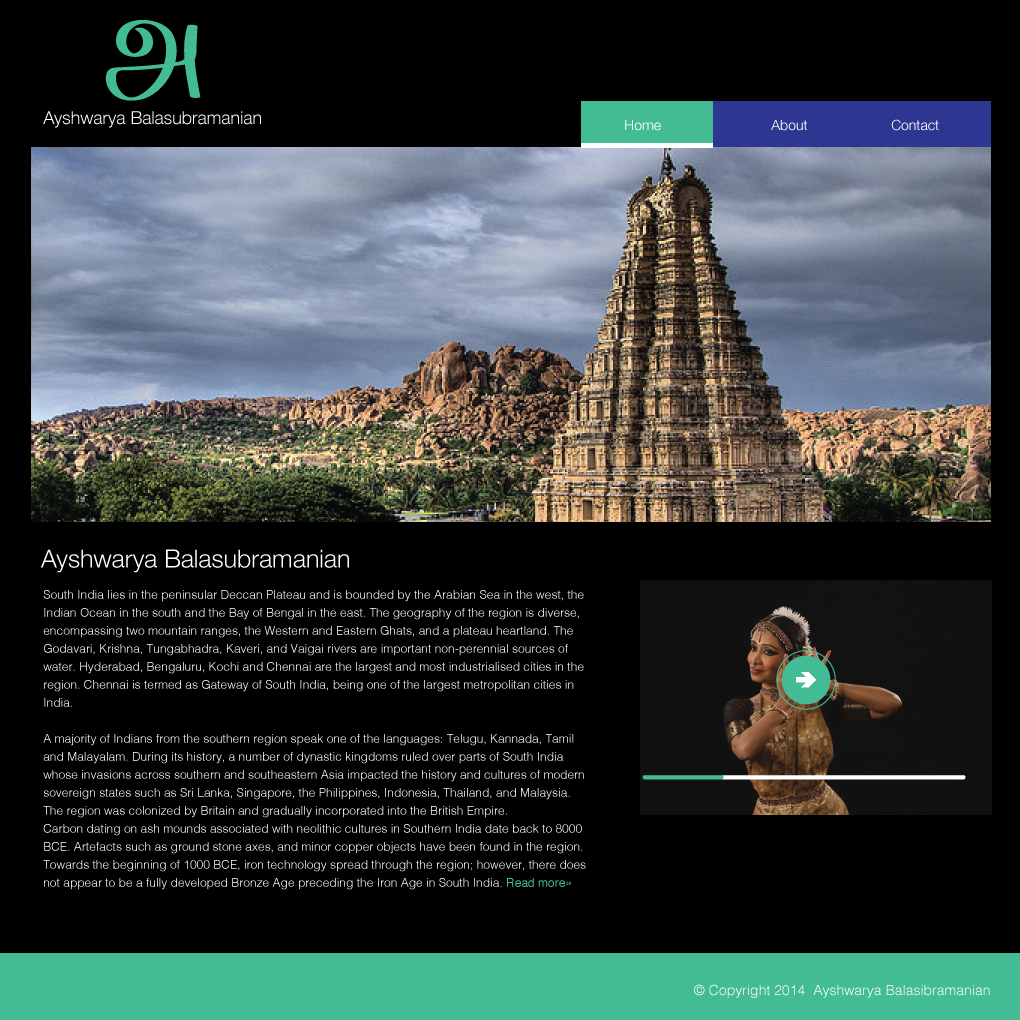 அ
Ayshwarya Balasubramanian
Home About Contact
Ayshwarya Balasubramanian
South India lies in the peninsular Deccan Plateau and is bounded by the Arabian Sea in the west, the
Indian Ocean in the south and the Bay of Bengal in the east. The geography of the region is diverse,
encompassing two mountain ranges, the Western and Eastern Ghats, and a plateau heartland. The
Godavari, Krishna, Tungabhadra, Kaveri, and Vaigai rivers are important non-perennial sources of
water. Hyderabad, Bengaluru, Kochi and Chennai are the largest and most industrialised cities in the
region. Chennai is termed as Gateway of South India, being one of the largest metropolitan cities in
India.
A majority of Indians from the southern region speak one of the languages: Telugu, Kannada, Tamil
and Malayalam. During its history, a number of dynastic kingdoms ruled over parts of South India
whose invasions across southern and southeastern Asia impacted the history and cultures of modern
sovereign states such as Sri Lanka, Singapore, the Philippines, Indonesia, Thailand, and Malaysia.
The region was colonized by Britain and gradually incorporated into the British Empire.
Carbon dating on ash mounds associated with neolithic cultures in Southern India date back to 8000
BCE. Artefacts such as ground stone axes, and minor copper objects have been found in the region.
Towards the beginning of 1000 BCE, iron technology spread through the region; however, there does
not appear to be a fully developed Bronze Age preceding the Iron Age in South India. Read more»
© Copyright 2014 Ayshwarya Balasibramanian